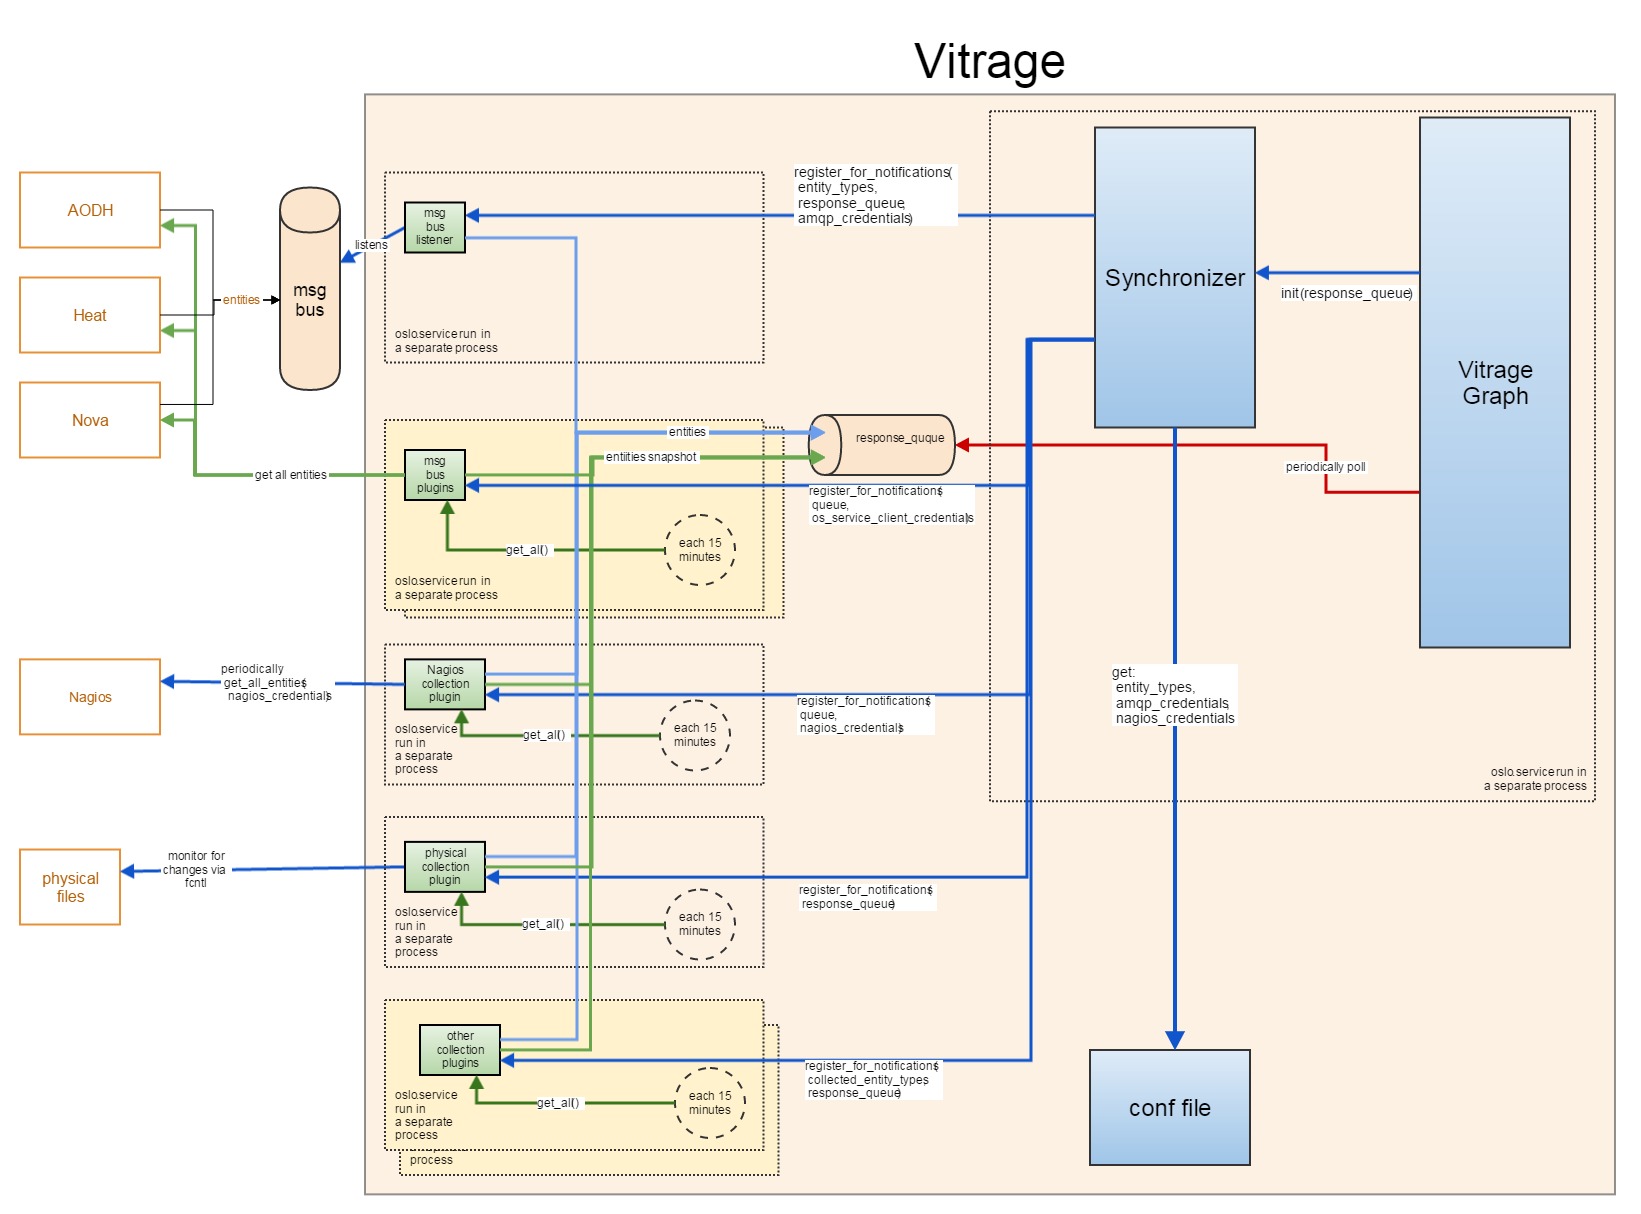 Vitrage
AODH
Heat
Nova
entities
msg
bus
listens
msg
bus
listener
oslo.service run in
a separate process
register_for_notifications(
entity_types,
response_queue,
amqp_credentials)
Synchronizer
init(response_queue)
Vitrage
Graph
get all entities
msg
bus
plugins
entities
entities snapshot
response_quque
periodically poll
register_for_notifications(
queue,
os_service_client_credentials)
get_all()
each 15
minutes
oslo.service run in
a separate process
Nagios
periodically
get_all_entities(
nagios_credentials)
Nagios
collection
plugin
oslo.service
run in
a separate
process
get_all()
each 15
minutes
register_for_notifications(
queue,
nagios_credentials)
get:
entity_types,
amqp_credentials,
nagios_credentials
oslo.service run in
a separate process
physical
files
monitor for
changes via
fcntl
physical
collection
plugin
oslo.service
run in
a separate
process
get_all()
each 15
minutes
register_for_notifications(
response_queue)
other
collection
plugins
oslo.service
run in
a separate
process
process
get_all()
each 15
minutes
register_for_notifications(
collected_entity_types,
response_queue)
conf file